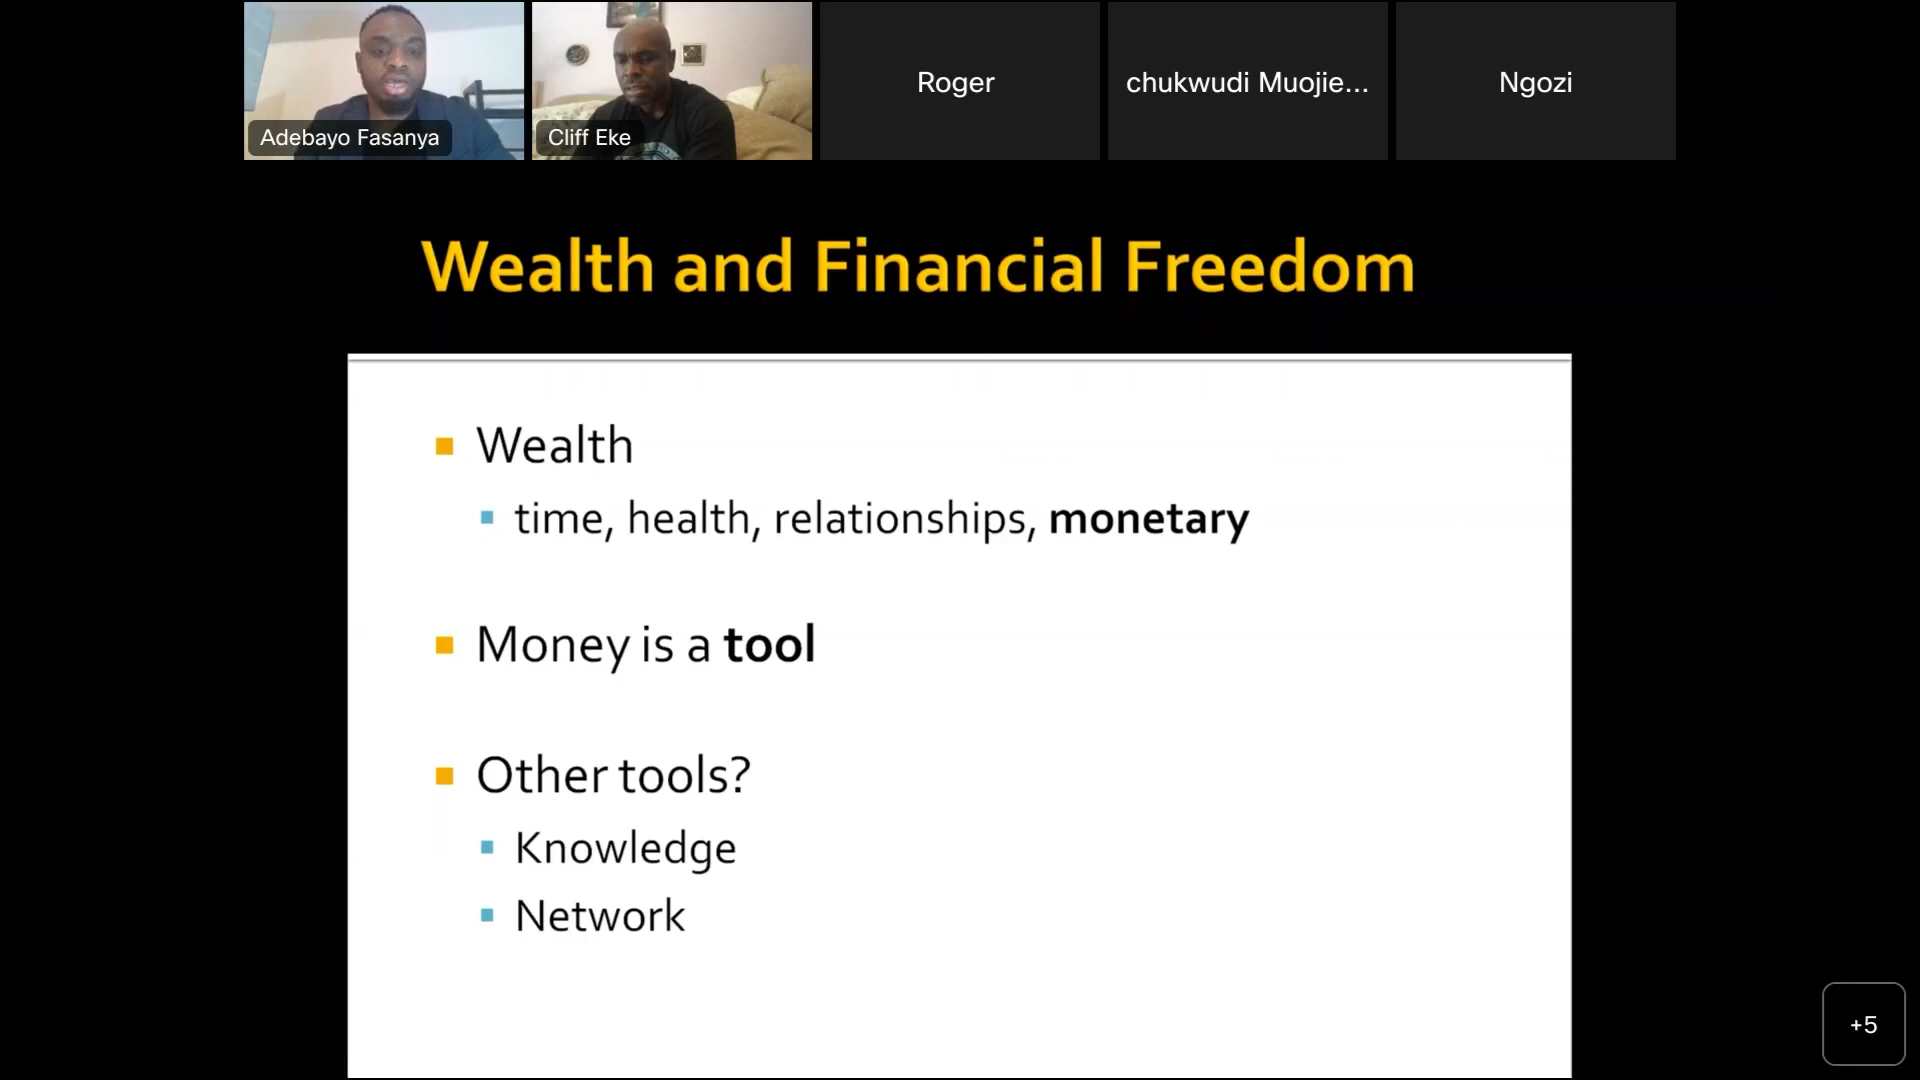 Adebayo Fasanya
Cliff Eke
Roger
chukwudi Muojie...
Ngozi
Wealth and Financial Freedom
Wealth
time, health, relationships, monetary
Money is a tool
Other tools?
Knowledge
Network
+5